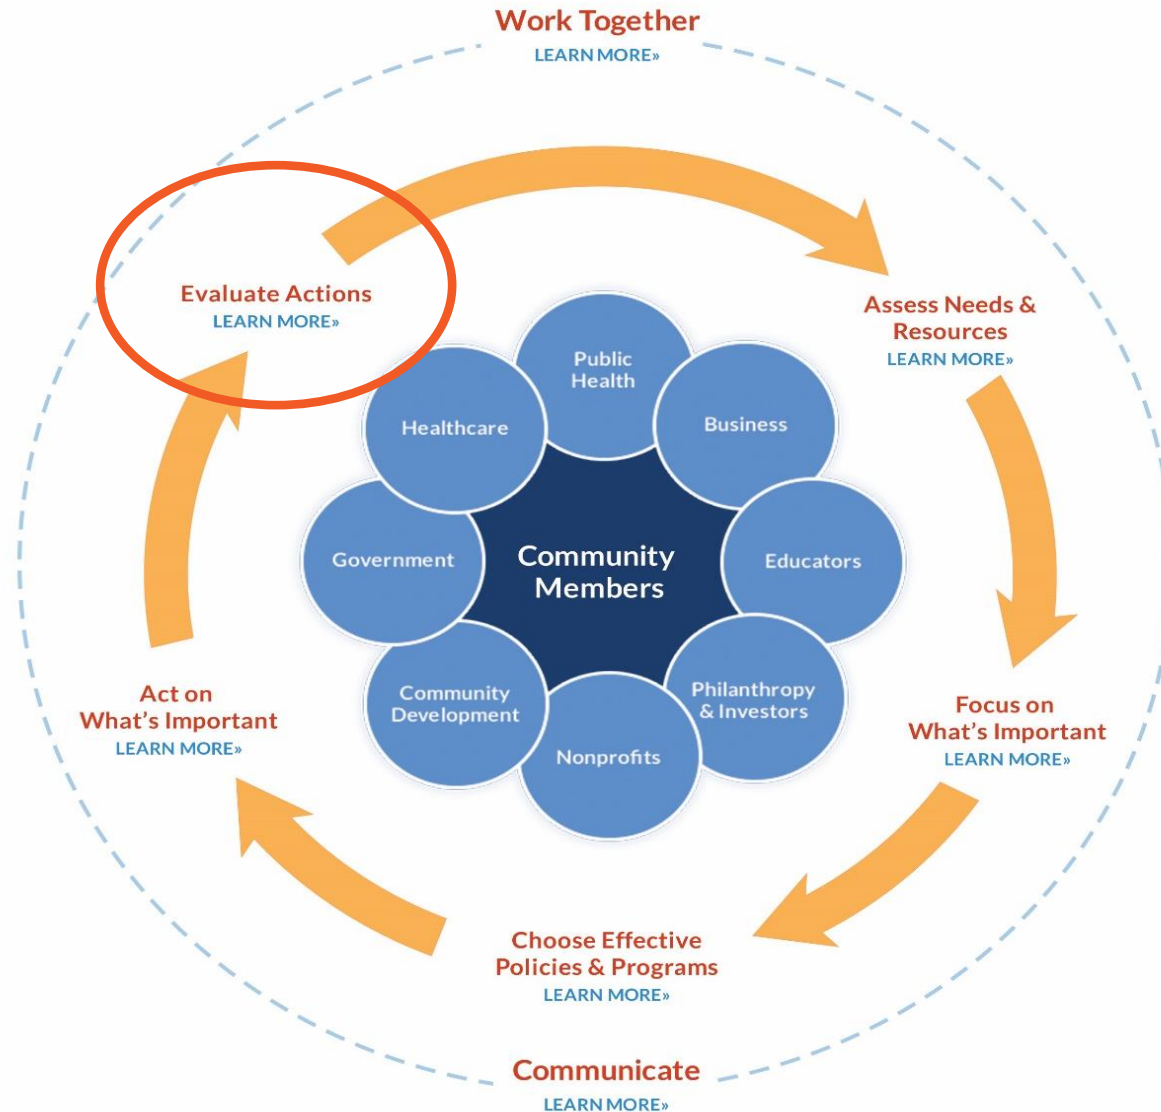 Work Together
LEARN MORE»
Evaluate Actions
LEARN MORE»
Assess Needs &
Resources
LEARN MORE»
Public
Health
Healthcare
Business
Government
Community
Members
Educators
Community
Development
Philanthropy
& Investors
Nonprofits
Act on
What's Important
LEARN MORE»
Focus on
What's Important
LEARN MORE»
Choose Effective
Policies & Programs
LEARN MORE»
Communicate
LEARN MORE»